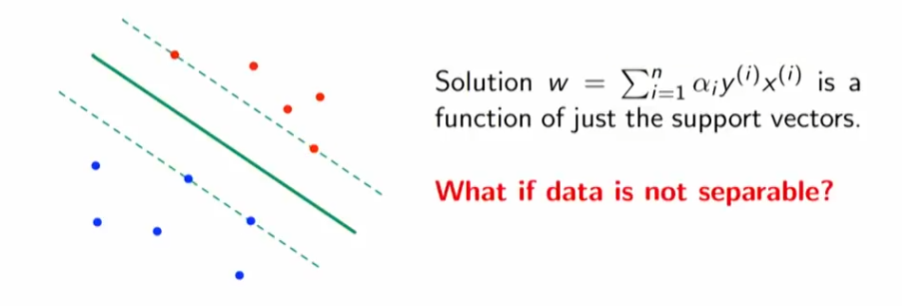 Solution w = ∑ⁿᵢ₌₁ αᵢy⁽ⁱ⁾x⁽ⁱ⁾ is a
function of just the support vectors.
What if data is not separable?